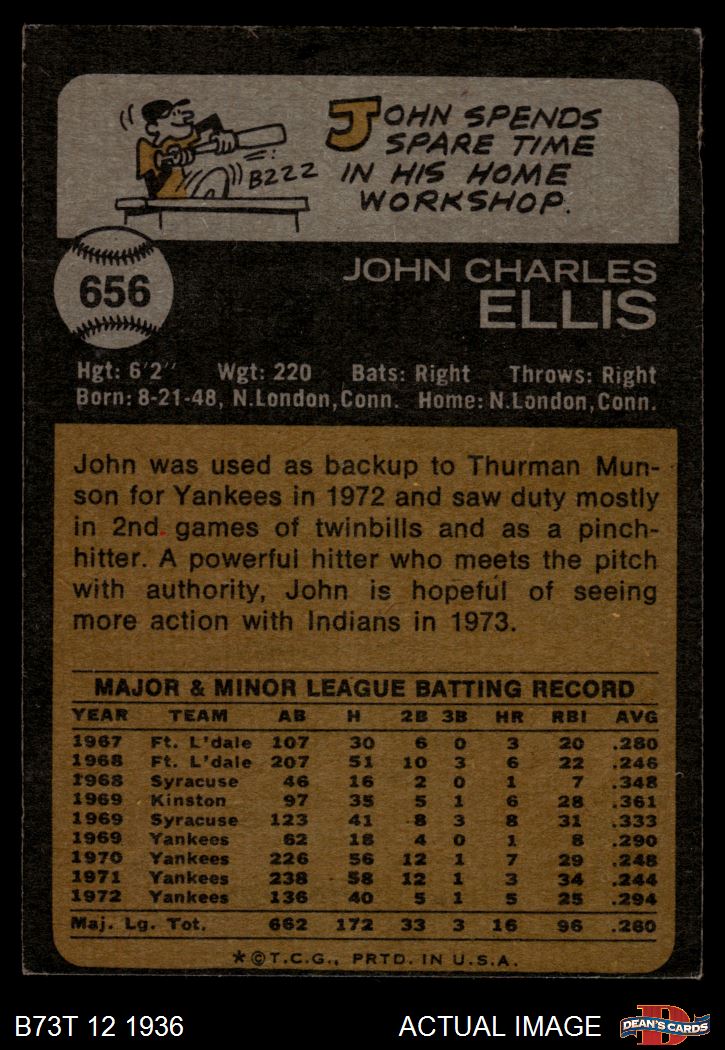 JOHN SPENDS
SPARE TIME
IN HIS HOME
WORKSHOP.
BZZZ
656
JOHN CHARLES
ELLIS
Hgt: 6'2" Wgt: 220 Bats: Right Throws: Right
Born: 8-21-48, N.London,Conn. Home: N.London,Conn.
John was used as backup to Thurman Mun-
son for Yankees in 1972 and saw duty mostly
in 2nd games of twinbills and as a pinch-
hitter. A powerful hitter who meets the pitch
with authority, John is hopeful of seeing
more action with Indians in 1973.
MAJOR & MINOR LEAGUE BATTING RECORD
YEAR TEAM AB H 2B 3B HR RBI AVG
1967 Ft. L'dale 107 30 6 0 3 20 .280
1968 Ft. L'dale 207 51 10 3 6 22 .246
1968 Syracuse 46 16 2 0 1 7 .348
1969 Kinston 97 35 5 1 6 28 .361
1969 Syracuse 123 41 8 3 8 31 .333
1969 Yankees 62 18 4 0 1 8 .290
1970 Yankees 226 56 12 1 7 29 .248
1971 Yankees 238 58 12 1 3 34 .244
1972 Yankees 136 40 5 1 5 25 .294
Maj. Lg. Tot. 662 172 33 3 16 96 .260
*©T.C.G., PRTD. IN U.S.A.
B73T 12 1936 ACTUAL IMAGE
DEAN'S CARDS